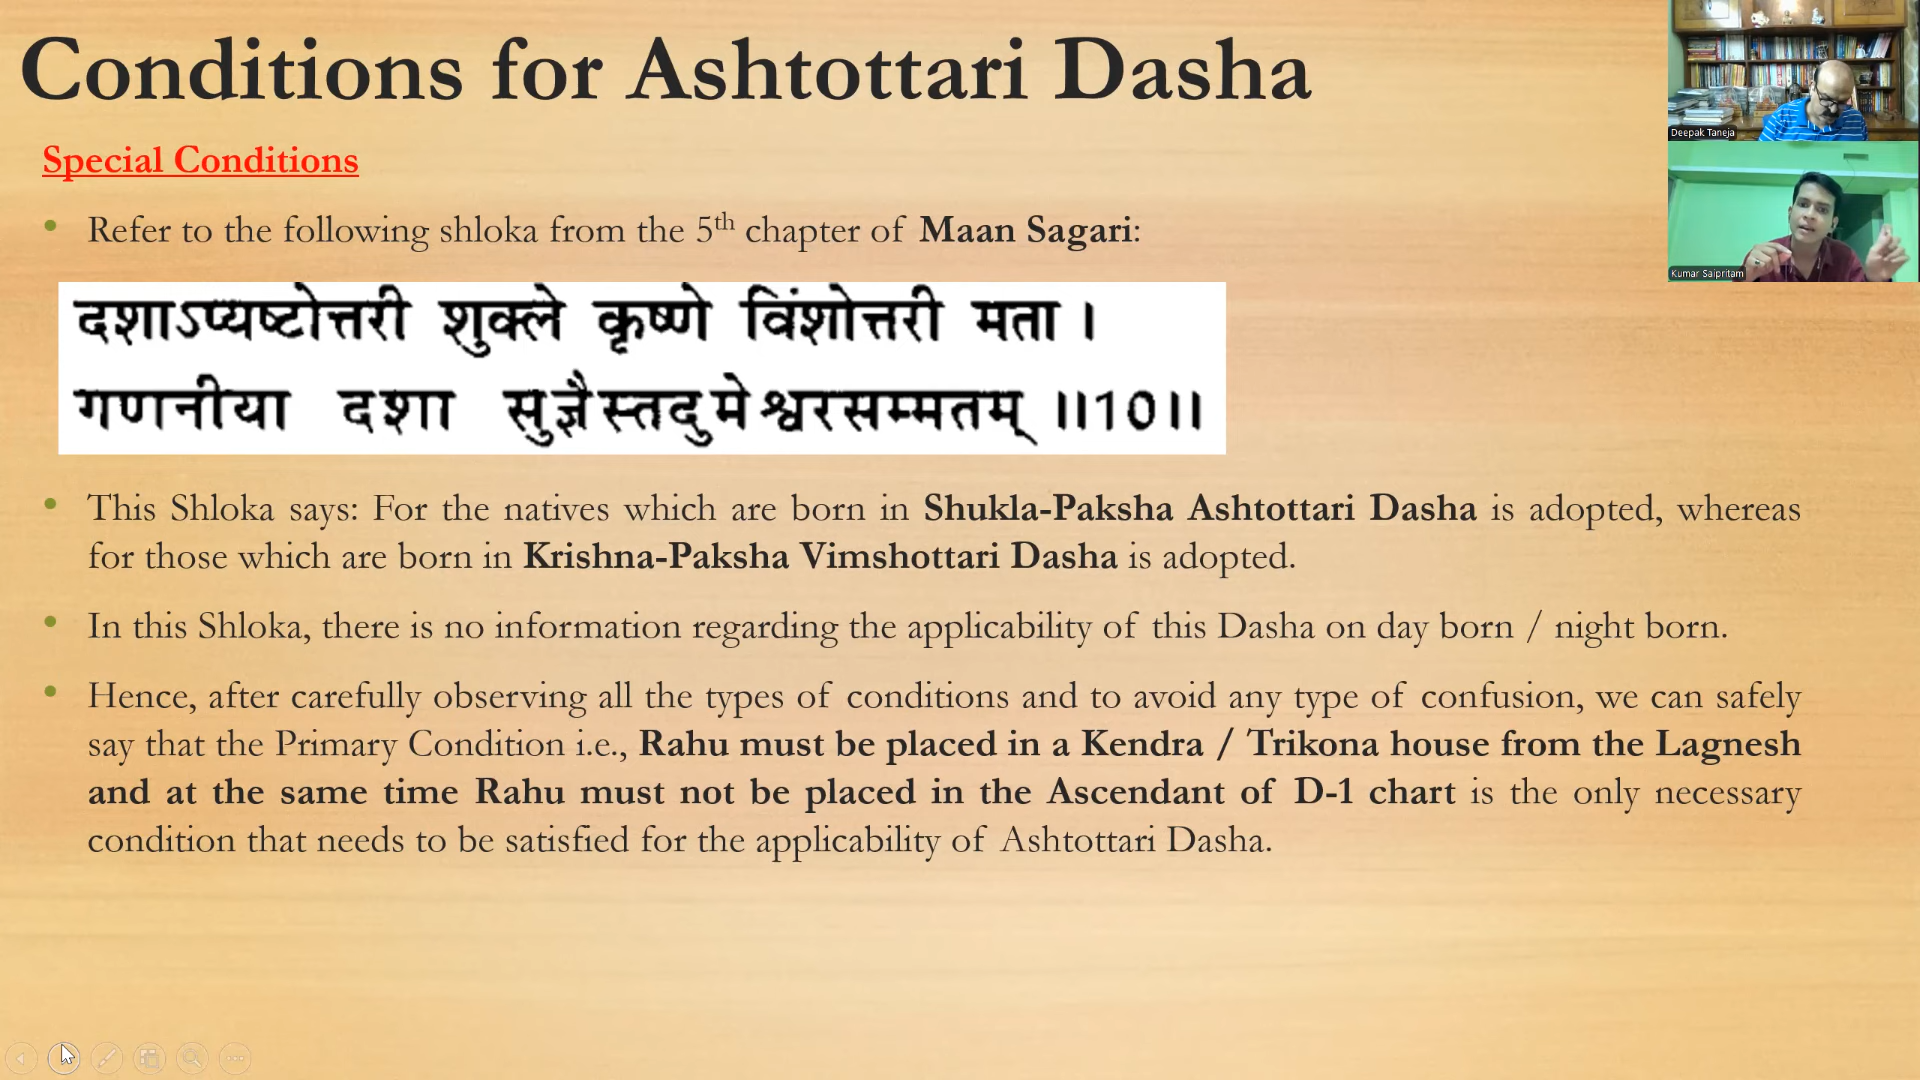 Conditions for Ashtottari Dasha
Deepak Taneja
Special Conditions
Refer to the following shloka from the 5th chapter of Maan Sagari:
Kumar Saipritam
दशाऽप्यष्टोत्तरी शुक्ले कृष्णे विंशोत्तरी मता ।
गणनीया दशा सुज्ञैस्तदुमेश्वरसम्मतम् ॥10॥
This Shloka says: For the natives which are born in Shukla-Paksha Ashtottari Dasha is adopted, whereas
for those which are born in Krishna-Paksha Vimshottari Dasha is adopted.
In this Shloka, there is no information regarding the applicability of this Dasha on day born / night born.
Hence, after carefully observing all the types of conditions and to avoid any type of confusion, we can safely
say that the Primary Condition i.e., Rahu must be placed in a Kendra / Trikona house from the Lagnesh
and at the same time Rahu must not be placed in the Ascendant of D-1 chart is the only necessary
condition that needs to be satisfied for the applicability of Ashtottari Dasha.